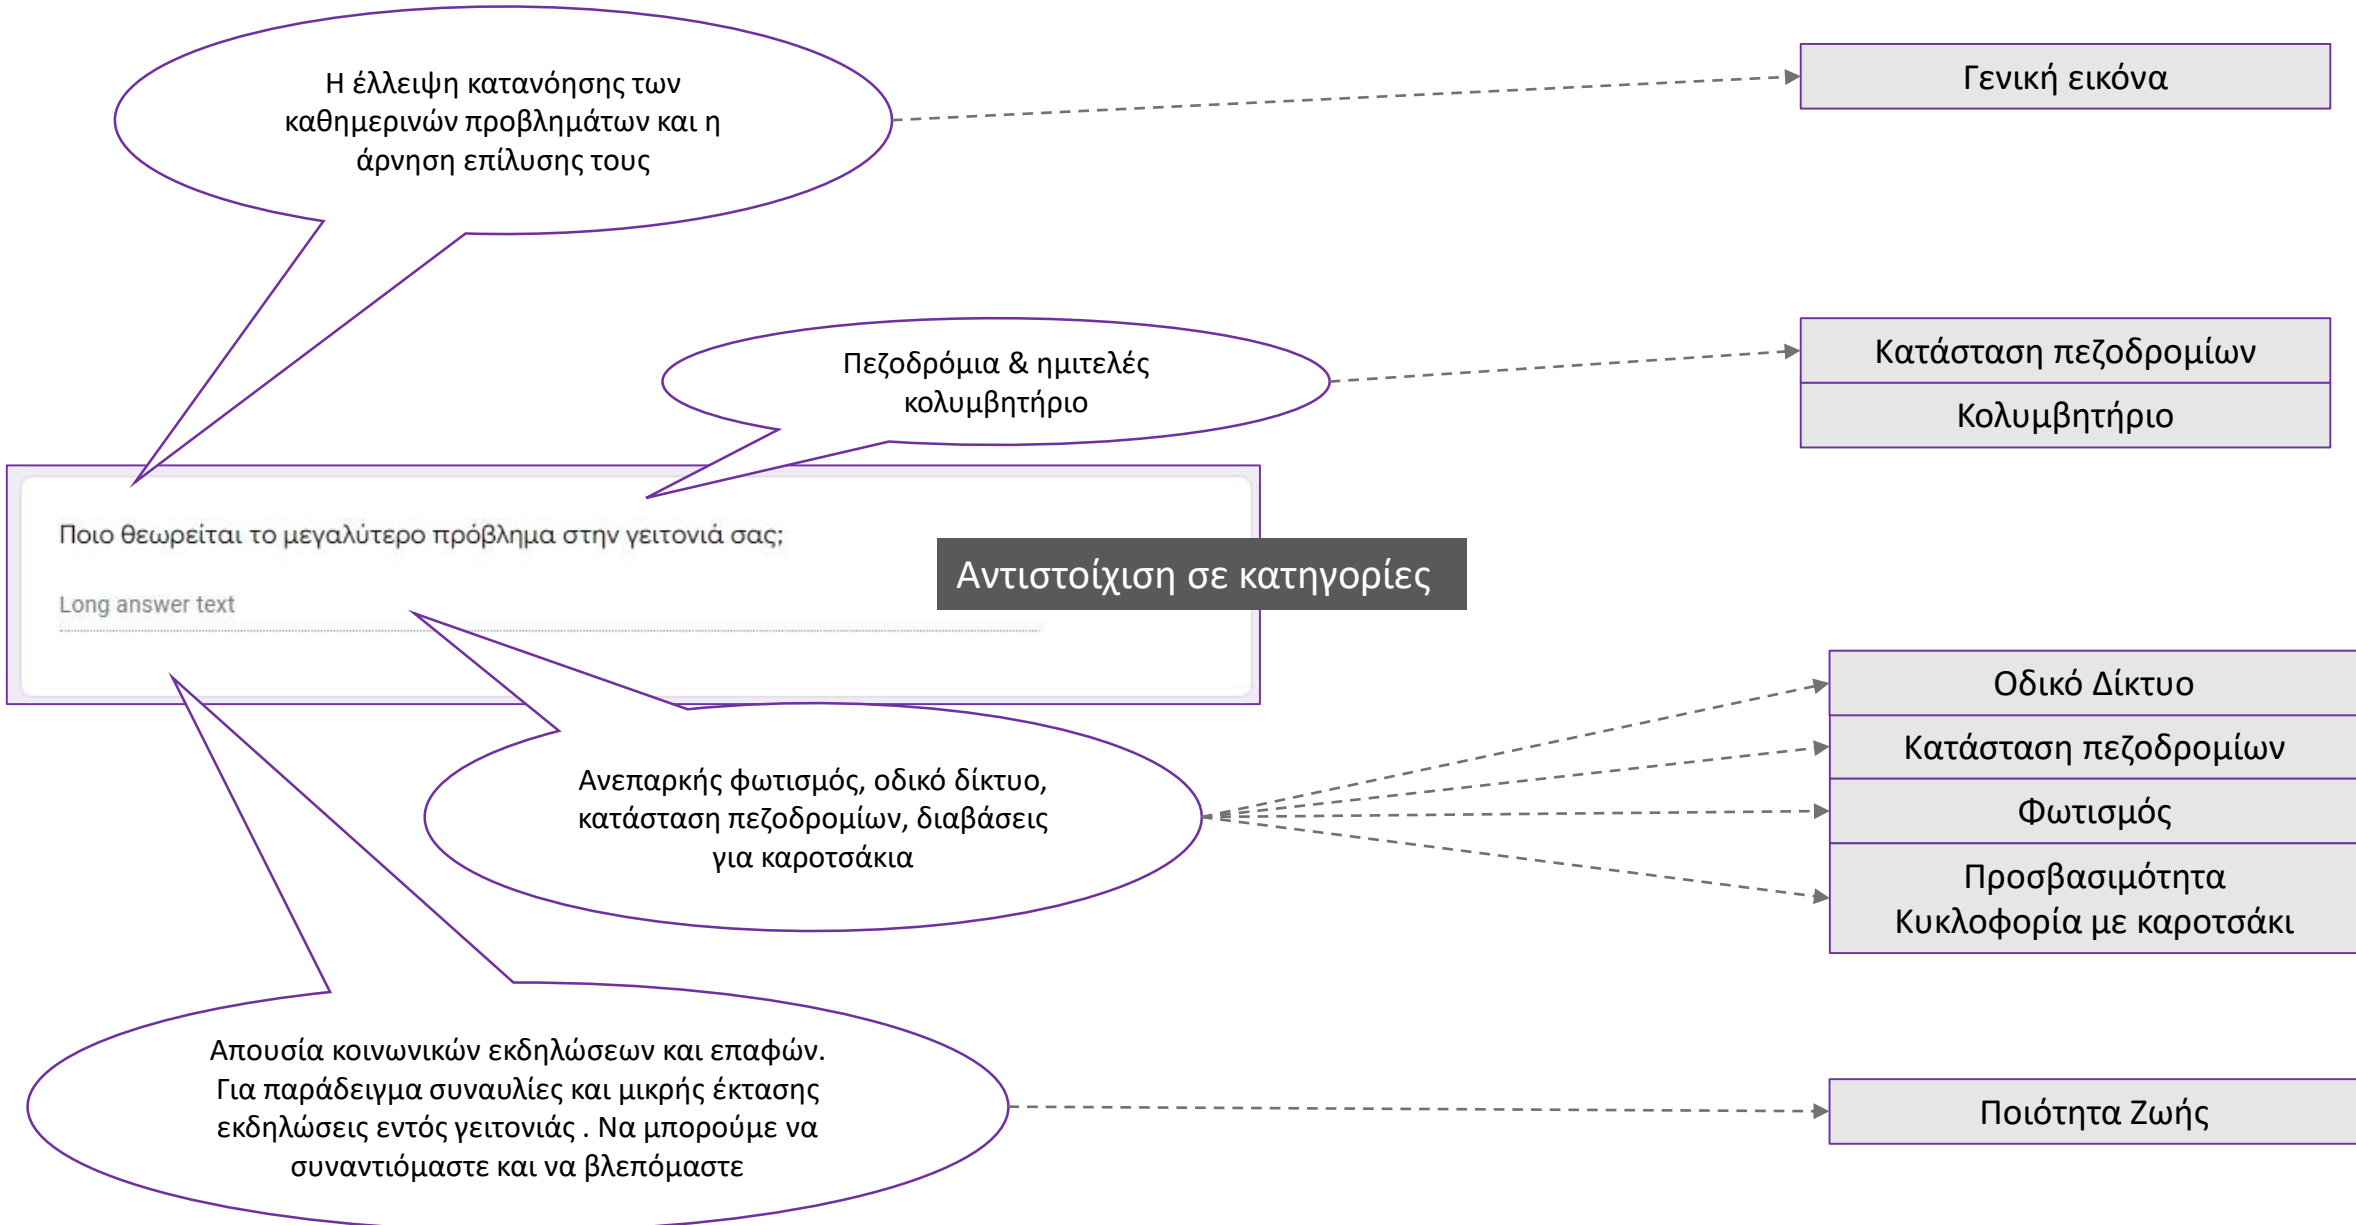 Η έλλειψη κατανόησης των
καθημερινών προβλημάτων και η
άρνηση επίλυσης τους
Γενική εικόνα
Πεζοδρόμια & ημιτελές
κολυμβητήριο
Κατάσταση πεζοδρομίων
Κολυμβητήριο
Ποιο θεωρείται το μεγαλύτερο πρόβλημα στην γειτονιά σας;
Long answer text
Αντιστοίχιση σε κατηγορίες
Ανεπαρκής φωτισμός, οδικό δίκτυο,
κατάσταση πεζοδρομίων, διαβάσεις
για καροτσάκια
Οδικό Δίκτυο
Κατάσταση πεζοδρομίων
Φωτισμός
Προσβασιμότητα
Κυκλοφορία με καροτσάκι
Απουσία κοινωνικών εκδηλώσεων και επαφών.
Για παράδειγμα συναυλίες και μικρής έκτασης
εκδηλώσεις εντός γειτονιάς . Να μπορούμε να
συναντιόμαστε και να βλεπόμαστε
Ποιότητα Ζωής